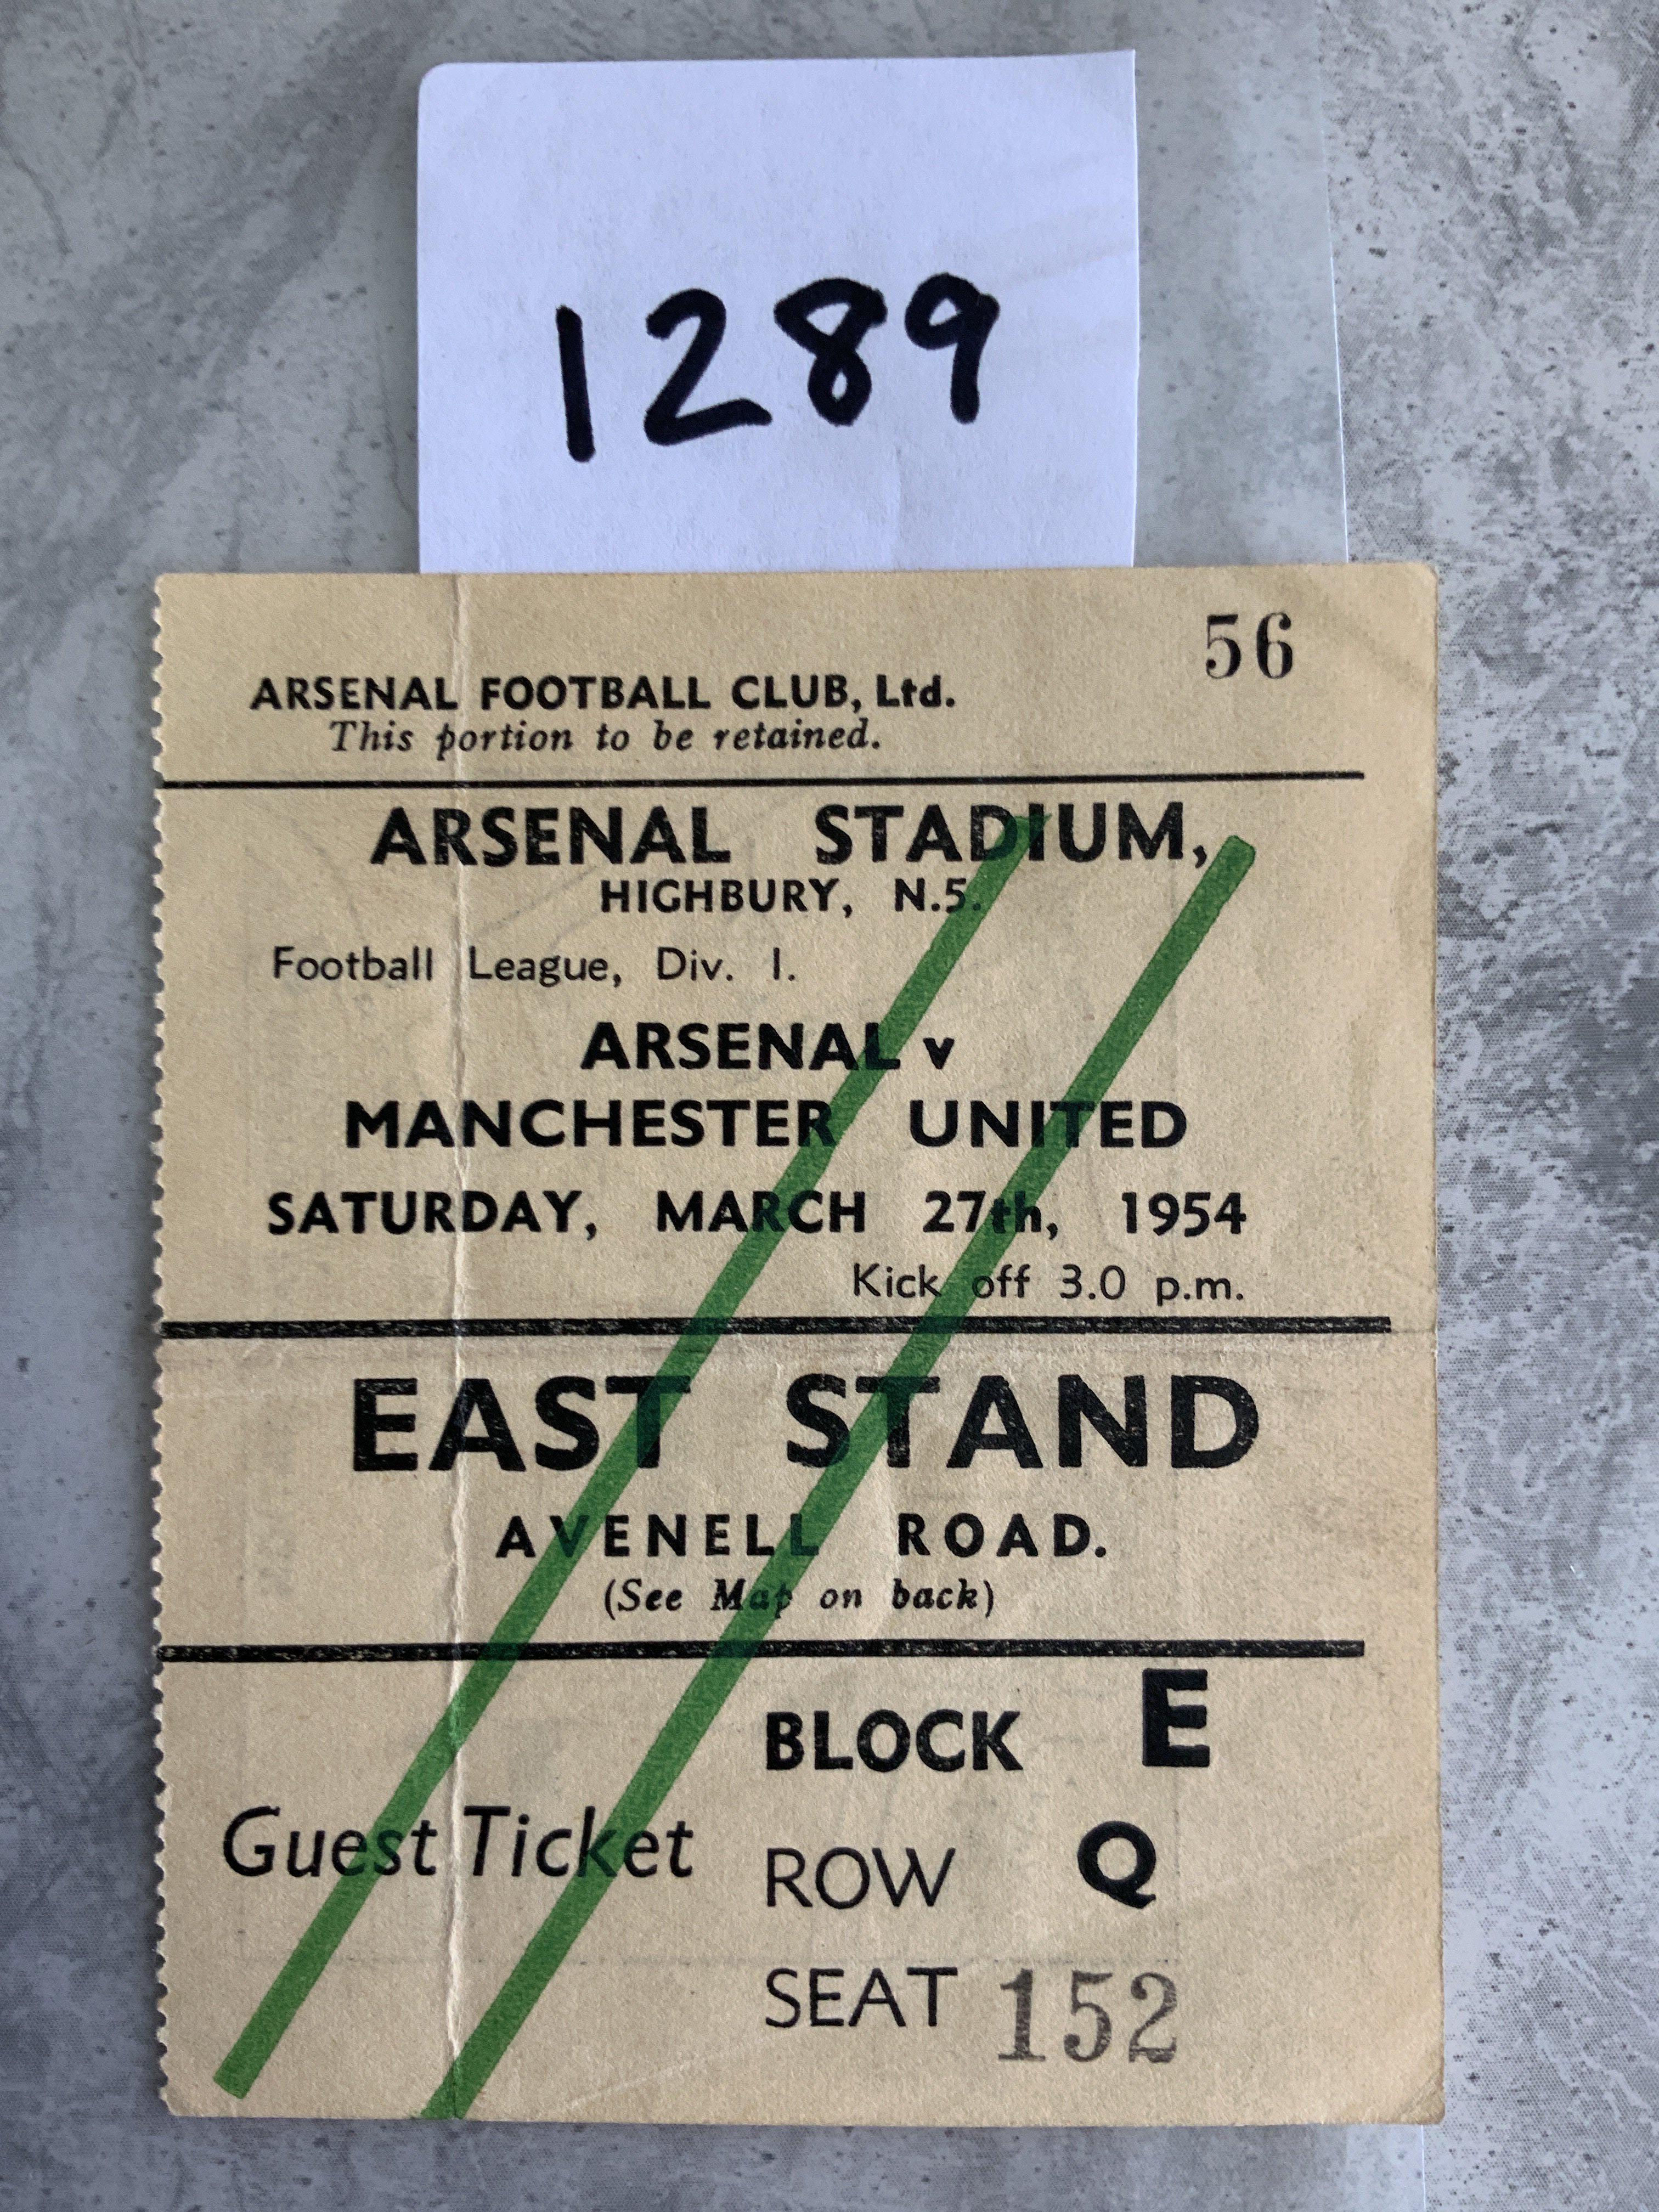 1289
56
ARSENAL FOOTBALL CLUB, Ltd.
This portion to be retained.
ARSENAL STADIUM,
HIGHBURY, N.5.
Football League, Div. I.
ARSENAL v
MANCHESTER UNITED
SATURDAY, MARCH 27th, 1954
Kick off 3.0 p.m.
EAST STAND
AVENELL ROAD.
(See Map on back)
BLOCK E
Guest Ticket
ROW Q
SEAT 152